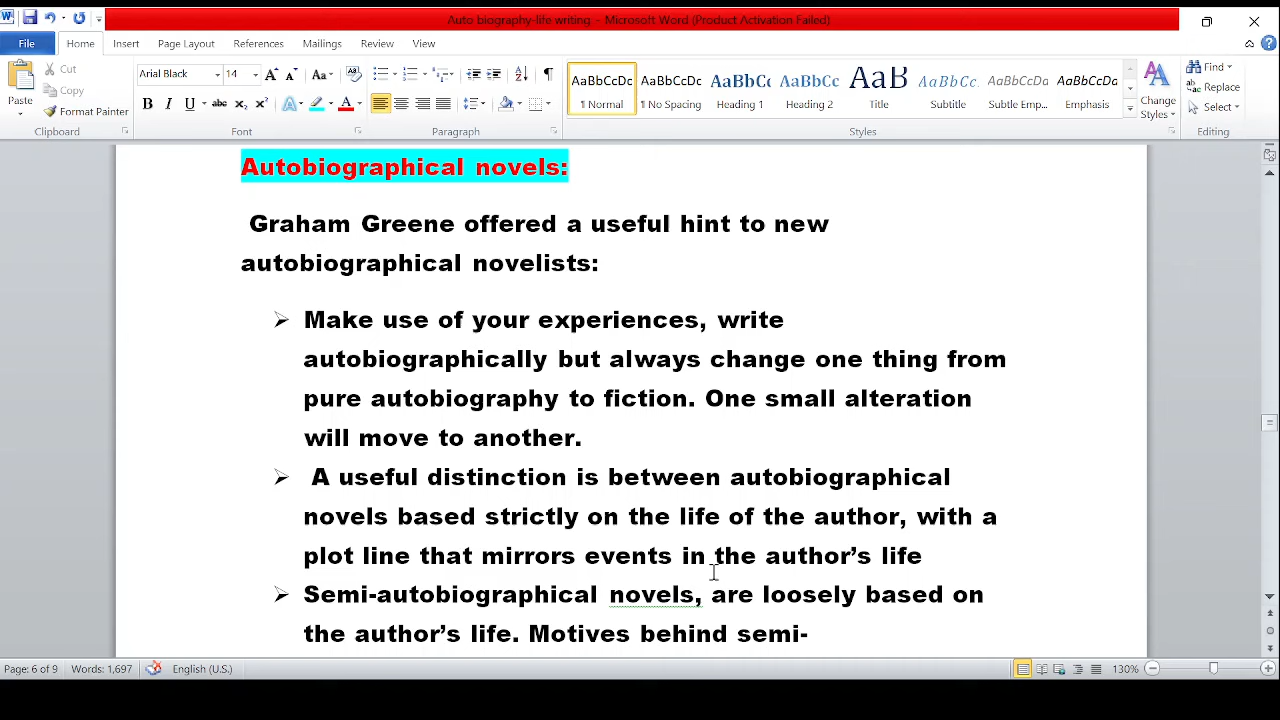 Auto biography-life writing - Microsoft Word (Product Activation Failed)
File Home Insert Page Layout References Mailings Review View
Paste
Cut
Copy
Format Painter
Arial Black 14
AaBbCcDc AaBbCcDc AaBbCc AaBbCc AaB AaBbCc. AaBbCcDc AaBbCcDc
¶ Normal ¶ No Spacing Heading 1 Heading 2 Title Subtitle Subtle Em... Emphasis
Change Styles
Find
Replace
Select
Clipboard Font Paragraph Styles Editing
Autobiographical novels:
Graham Greene offered a useful hint to new
autobiographical novelists:
➢ Make use of your experiences, write
autobiographically but always change one thing from
pure autobiography to fiction. One small alteration
will move to another.
➢ A useful distinction is between autobiographical
novels based strictly on the life of the author, with a
plot line that mirrors events in the author's life
➢ Semi-autobiographical novels, are loosely based on
the author's life. Motives behind semi-
Page: 6 of 9 Words: 1,697 English (U.S.) 130%